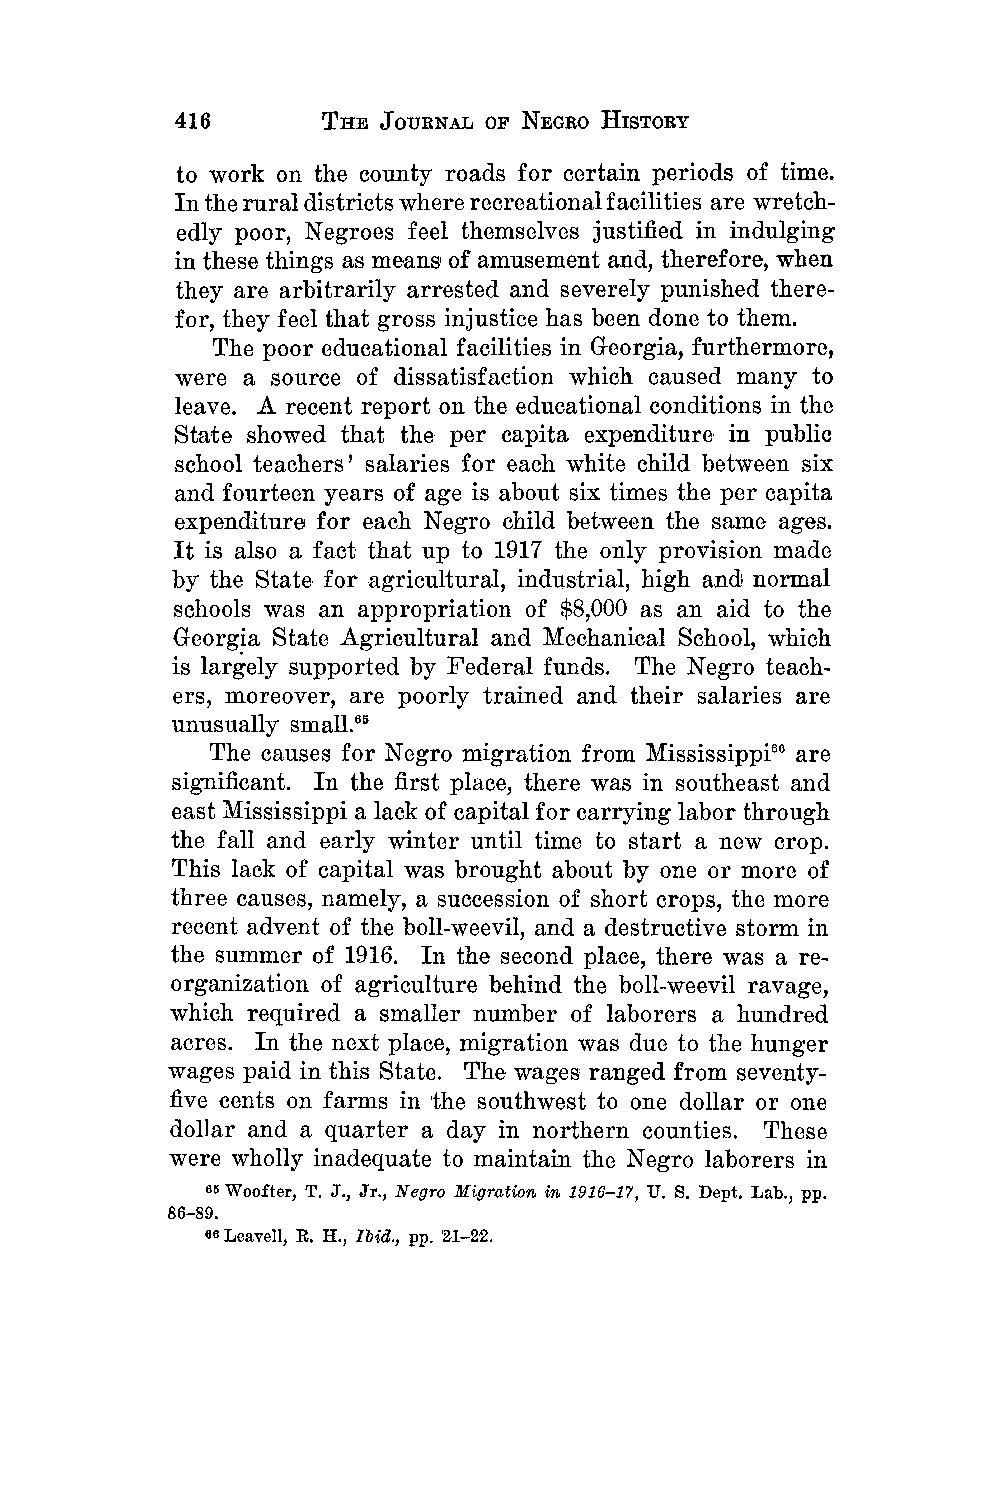 416 THE JOURNAL OF NEGRO HISTORY
to work on the county roads for certain periods of time.
In the rural districts where recreational facilities are wretch-
edly poor, Negroes feel themselves justified in indulging
in these things as means of amusement and, therefore, when
they are arbitrarily arrested and severely punished there-
for, they feel that gross injustice has been done to them.
The poor educational facilities in Georgia, furthermore,
were a source of dissatisfaction which caused many to
leave. A recent report on the educational conditions in the
State showed that the per capita expenditure in public
school teachers' salaries for each white child between six
and fourteen years of age is about six times the per capita
expenditure for each Negro child between the same ages.
It is also a fact that up to 1917 the only provision made
by the State for agricultural, industrial, high and normal
schools was an appropriation of $8,000 as an aid to the
Georgia State Agricultural and Mechanical School, which
is largely supported by Federal funds. The Negro teach-
ers, moreover, are poorly trained and their salaries are
unusually small.⁶⁵
The causes for Negro migration from Mississippi⁶⁶ are
significant. In the first place, there was in southeast and
east Mississippi a lack of capital for carrying labor through
the fall and early winter until time to start a new crop.
This lack of capital was brought about by one or more of
three causes, namely, a succession of short crops, the more
recent advent of the boll-weevil, and a destructive storm in
the summer of 1916. In the second place, there was a re-
organization of agriculture behind the boll-weevil ravage,
which required a smaller number of laborers a hundred
acres. In the next place, migration was due to the hunger
wages paid in this State. The wages ranged from seventy-
five cents on farms in the southwest to one dollar or one
dollar and a quarter a day in northern counties. These
were wholly inadequate to maintain the Negro laborers in
⁶⁵ Woofter, T. J., Jr., Negro Migration in 1916–17, U. S. Dept. Lab., pp.
86–89.
⁶⁶ Leavell, R. H., Ibid., pp. 21–22.